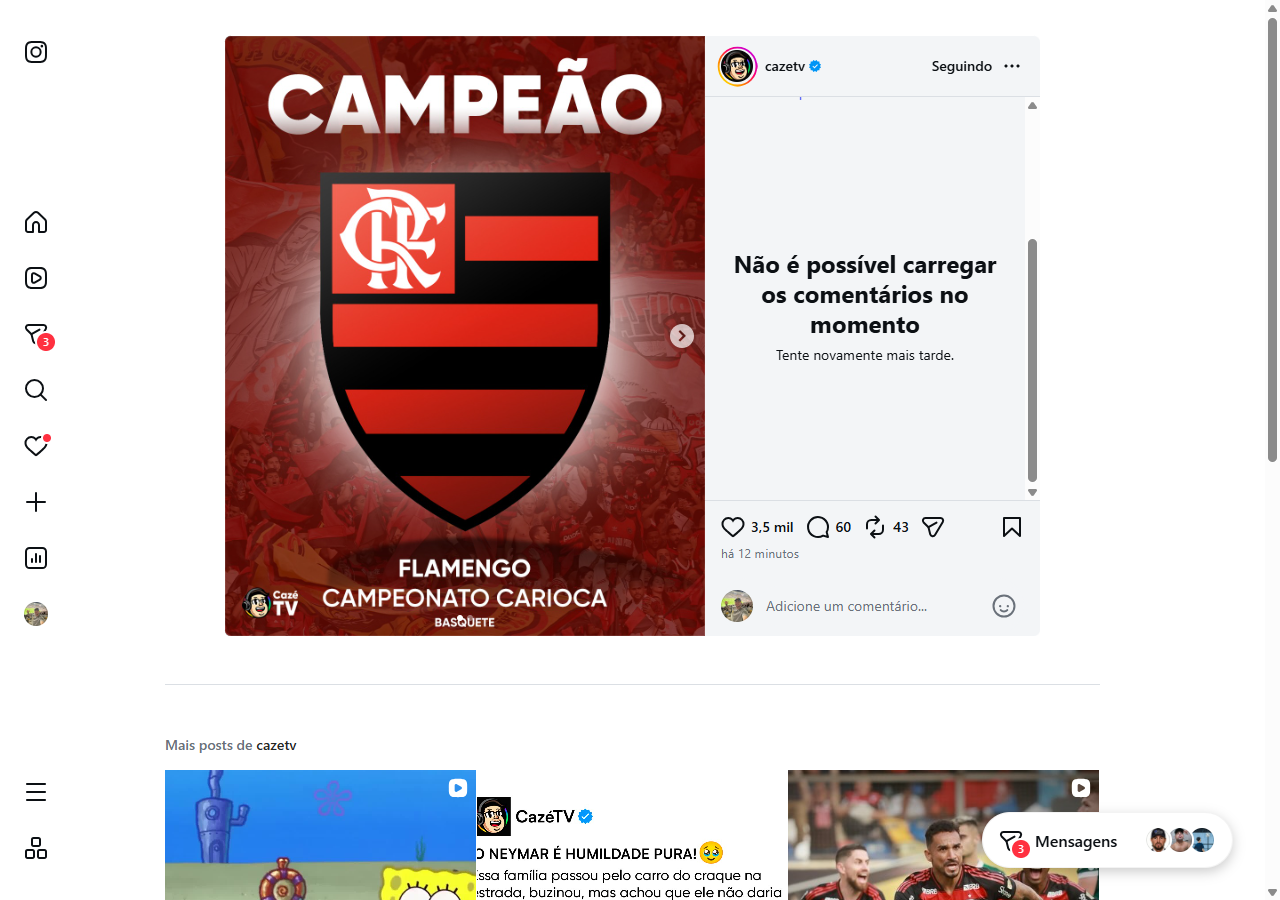 CAMPEÃO
FLAMENGO
CAMPEONATO CARIOCA
BASQUETE
Cazé
TV
cazetv
Seguindo
Não é possível carregar
os comentários no
momento
Tente novamente mais tarde.
3,5 mil
60
43
há 12 minutos
Adicione um comentário...
3
Mais posts de cazetv
CazéTV
O NEYMAR É HUMILDADE PURA!🥹
Essa família passou pelo carro do craque na
estrada, buzinou, mas achou que ele não daria
3
Mensagens